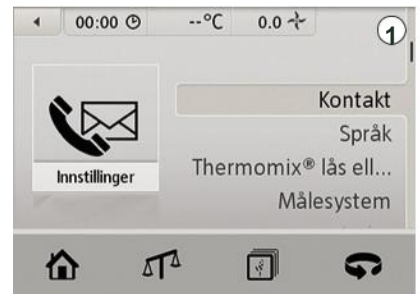 00:00 --°C 0.0
1
Kontakt
Språk
Thermomix® lås ell...
Målesystem
Innstillinger